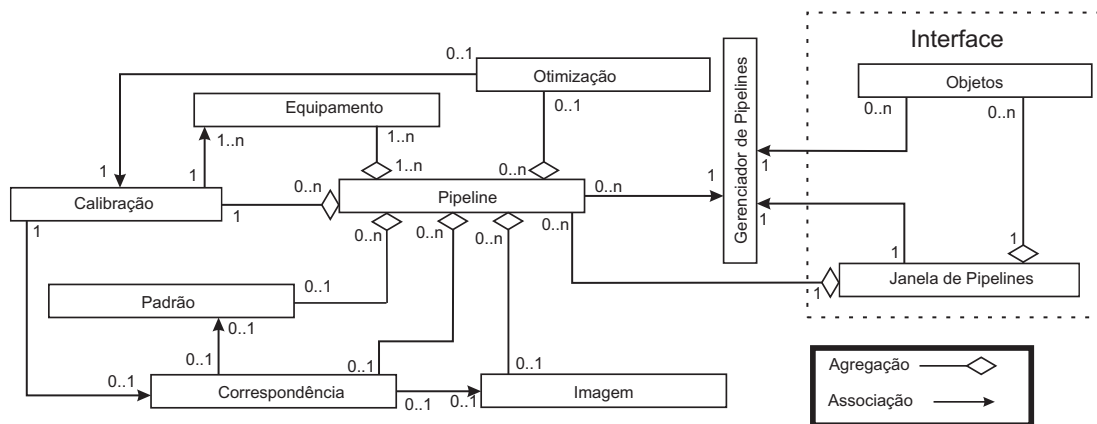 Interface
0..1
Otimização
Objetos
Equipamento
0..1
0..n
0..n
1..n
1..n
1
Gerenciador de Pipelines
1
1
1
1..n
0..n
0..n
0..n
1
Calibração
1
Pipeline
1
1
0..n
0..n
0..n
0..n
1
1
1
Janela de Pipelines
Padrão
0..1
0..1
0..1
0..1
0..1
0..1
Correspondência
0..1
0..1
Imagem
Agregação
Associação